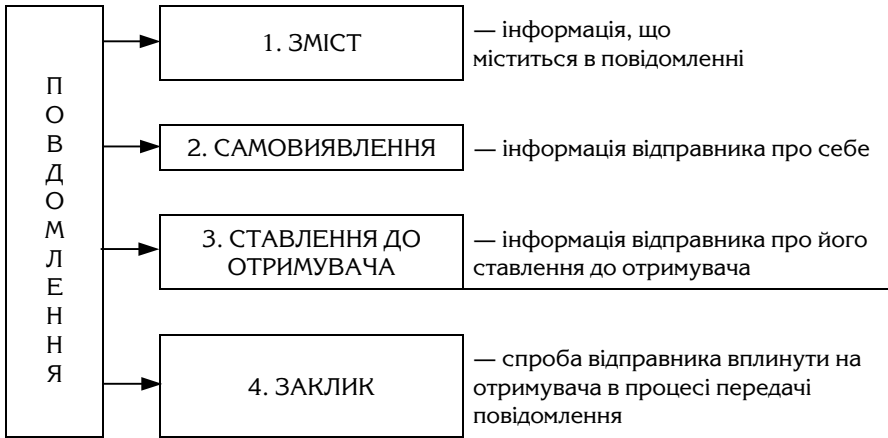 ПОВДОМЛЕННЯ
1. ЗМІСТ
— інформація, що
міститься в повідомленні
2. САМОВИЯВЛЕННЯ
— інформація відправника про себе
3. СТАВЛЕННЯ ДО
ОТРИМУВАЧА
— інформація відправника про його
ставлення до отримувача
4. ЗАКЛИК
— спроба відправника вплинути на
отримувача в процесі передачі
повідомлення